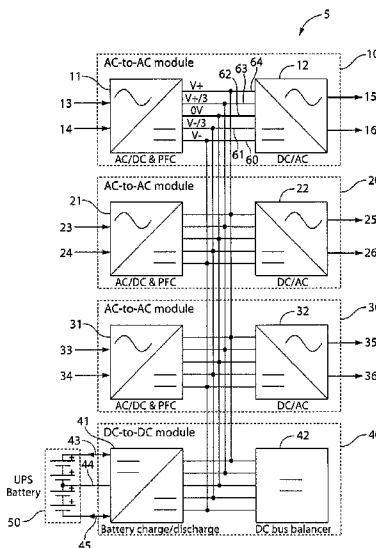 5
AC-to-AC module
10
11
V+
62
63
64
12
V+/3
13
0V
15
14
V-/3
16
V-
61
60
AC/DC & PFC
DC/AC
AC-to-AC module
20
21
22
23
25
24
26
AC/DC & PFC
DC/AC
AC-to-AC module
30
31
32
33
35
34
36
AC/DC & PFC
DC/AC
DC-to-DC module
40
41
42
43
44
UPS
Battery
50
45
Battery charge/discharge
DC bus balancer